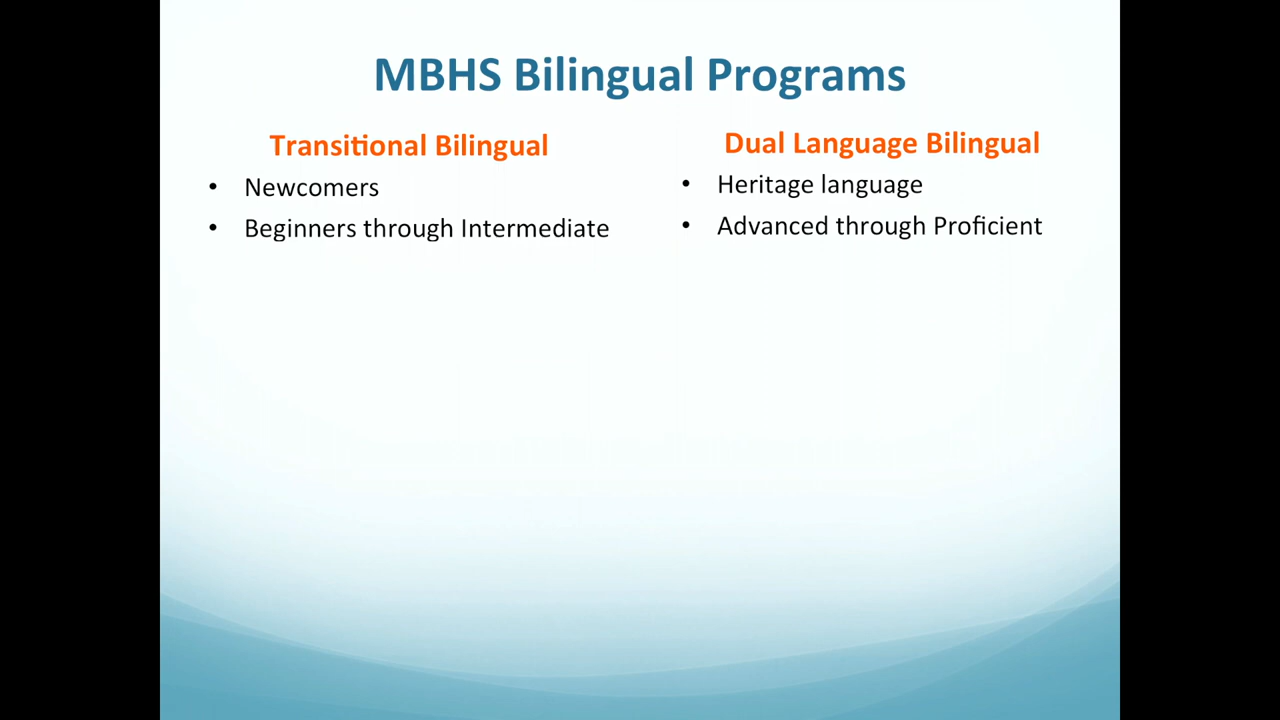 MBHS Bilingual Programs
Transitional Bilingual
• Newcomers
• Beginners through Intermediate
Dual Language Bilingual
• Heritage language
• Advanced through Proficient